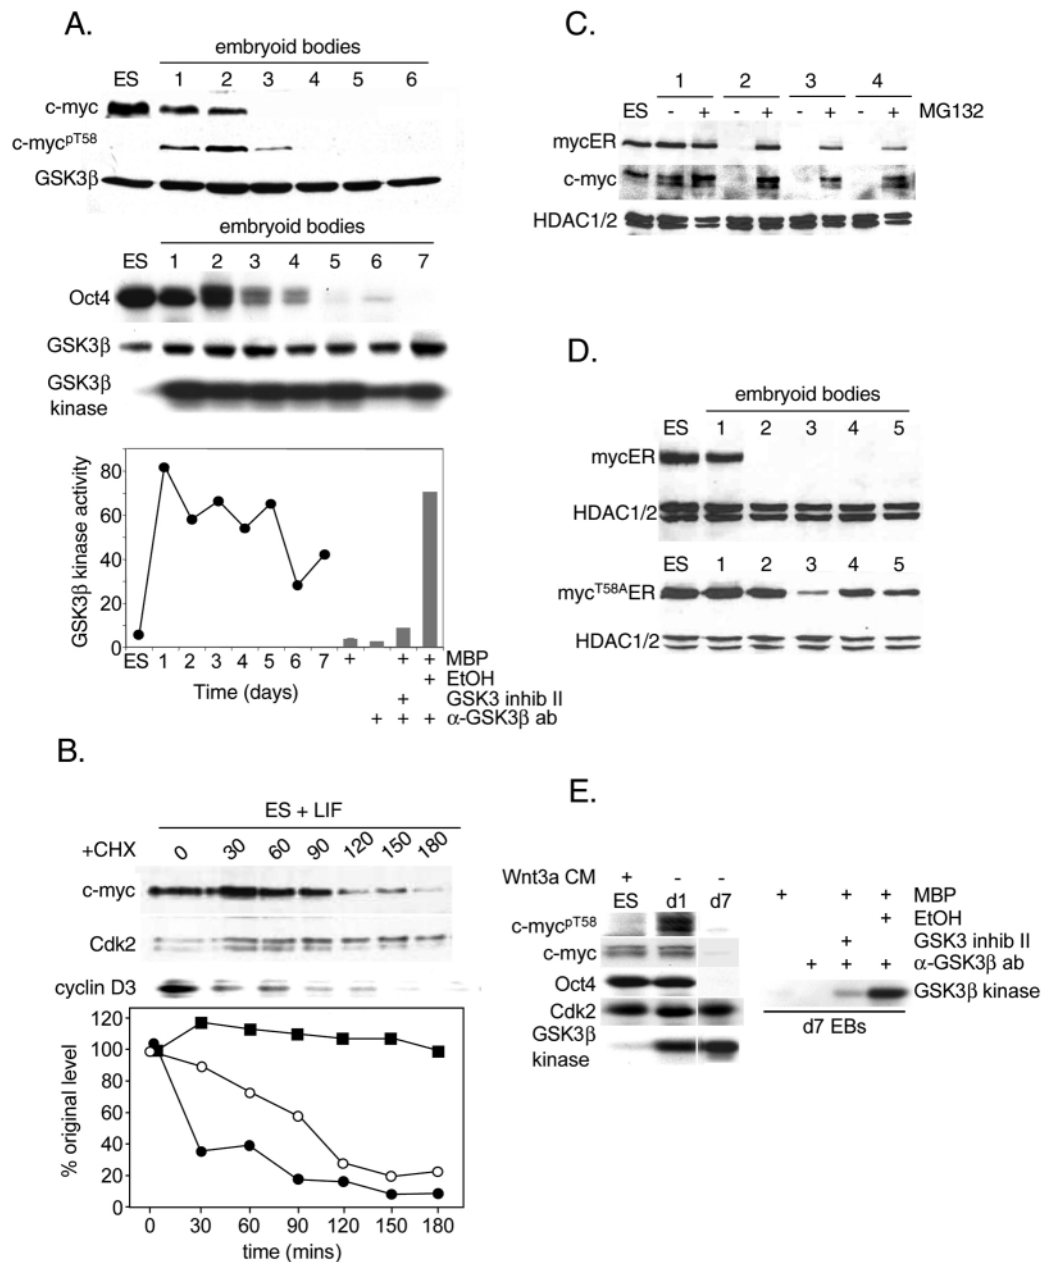 A.
embryoid bodies
ES 1 2 3 4 5 6
c-myc
c-mycpT58
GSK3β
embryoid bodies
ES 1 2 3 4 5 6 7
Oct4
GSK3β
GSK3β
kinase
GSK3β kinase activity
80
60
40
20
0
ES 1 2 3 4 5 6 7
Time (days)
+ + + MBP
+ EtOH
+ GSK3 inhib II
+ + + α-GSK3β ab
B.
ES + LIF
+CHX 0 30 60 90 120 150 180
c-myc
Cdk2
cyclin D3
% original level
120
100
80
60
40
20
0
0 30 60 90 120 150 180
time (mins)
C.
1 2 3 4
ES - + - + - + - + MG132
mycER
c-myc
HDAC1/2
D.
embryoid bodies
ES 1 2 3 4 5
mycER
HDAC1/2
ES 1 2 3 4 5
mycT58AER
HDAC1/2
E.
Wnt3a CM + - -
ES d1 d7
c-mycpT58
c-myc
Oct4
Cdk2
GSK3β
kinase
+ + + MBP
+ EtOH
+ GSK3 inhib II
+ + + α-GSK3β ab
GSK3β kinase
d7 EBs